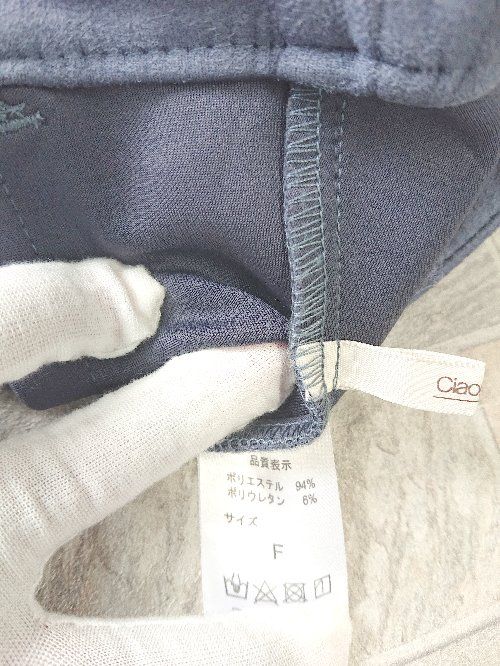 Ciao
品質表示
ポリエステル 94%
ポリウレタン 6%
サイズ
F